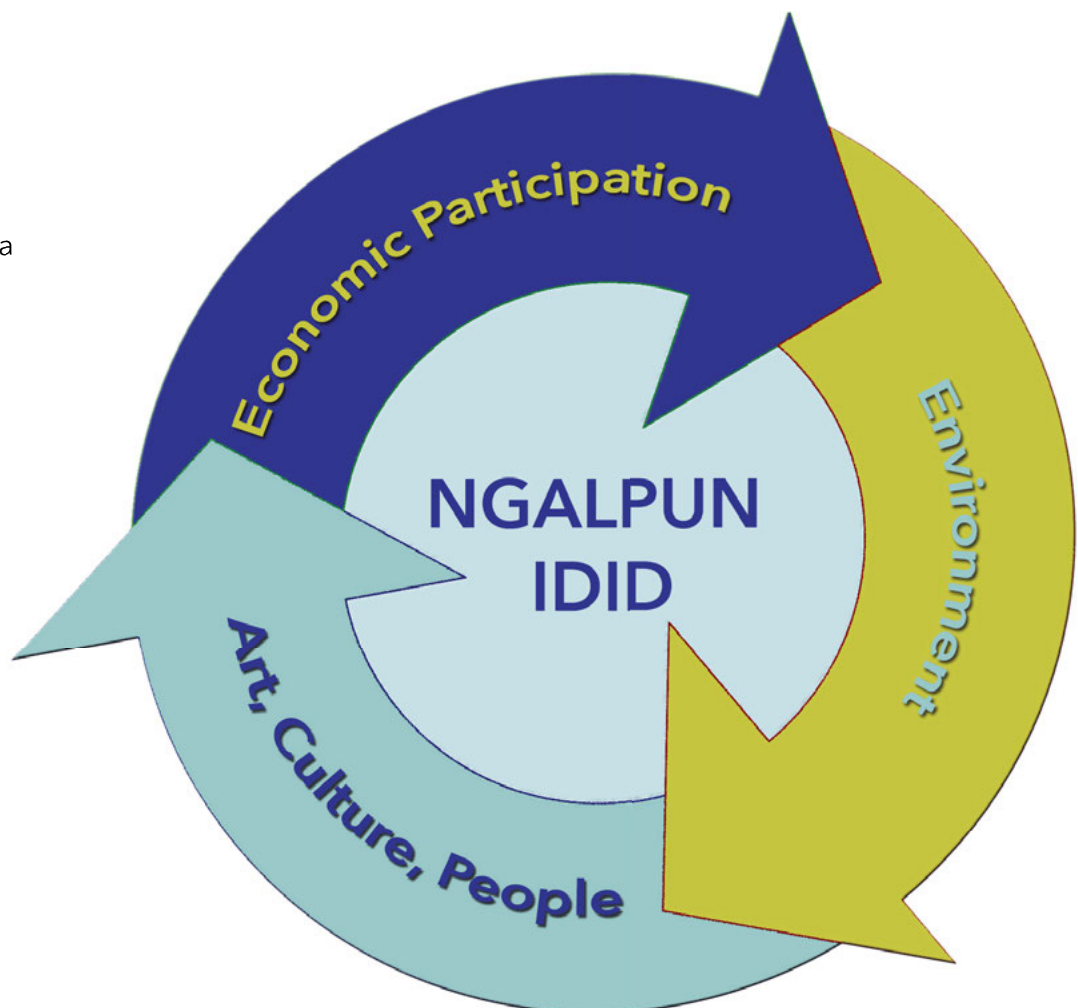 a
Economic Participation
Environment
NGALPUN
IDID
Art, Culture, People